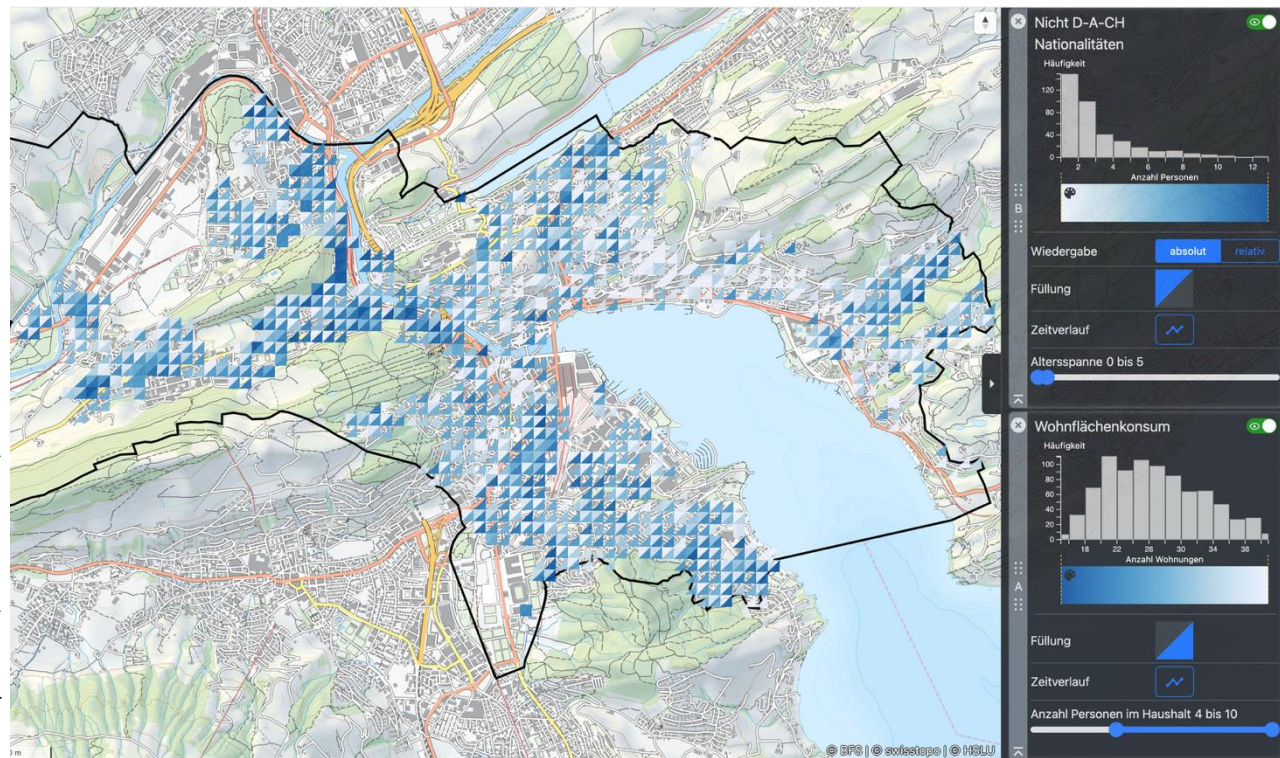 Nicht D-A-CH
Nationalitäten
Häufigkeit
120
80
40
0
2 4 6 8 10 12
Anzahl Personen
B
Wiedergabe absolut relativ
Füllung
Zeitverlauf
Altersspanne 0 bis 5
Wohnflächenkonsum
Häufigkeit
100
80
60
40
20
0
18 22 26 30 34 38
Anzahl Wohnungen
A
Füllung
Zeitverlauf
Anzahl Personen im Haushalt 4 bis 10
0 m
© BFS | © swisstopo | © HSLU